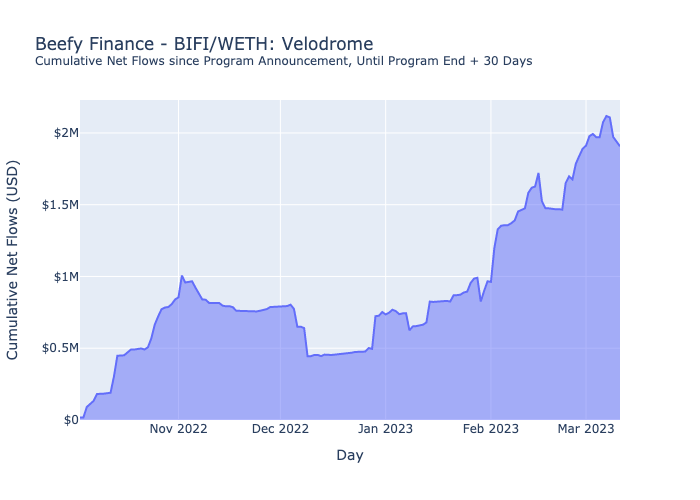 Beefy Finance - BIFI/WETH: Velodrome
Cumulative Net Flows since Program Announcement, Until Program End + 30 Days
Cumulative Net Flows (USD)
$2M
$1.5M
$1M
$0.5M
$0
Nov 2022
Dec 2022
Jan 2023
Feb 2023
Mar 2023
Day